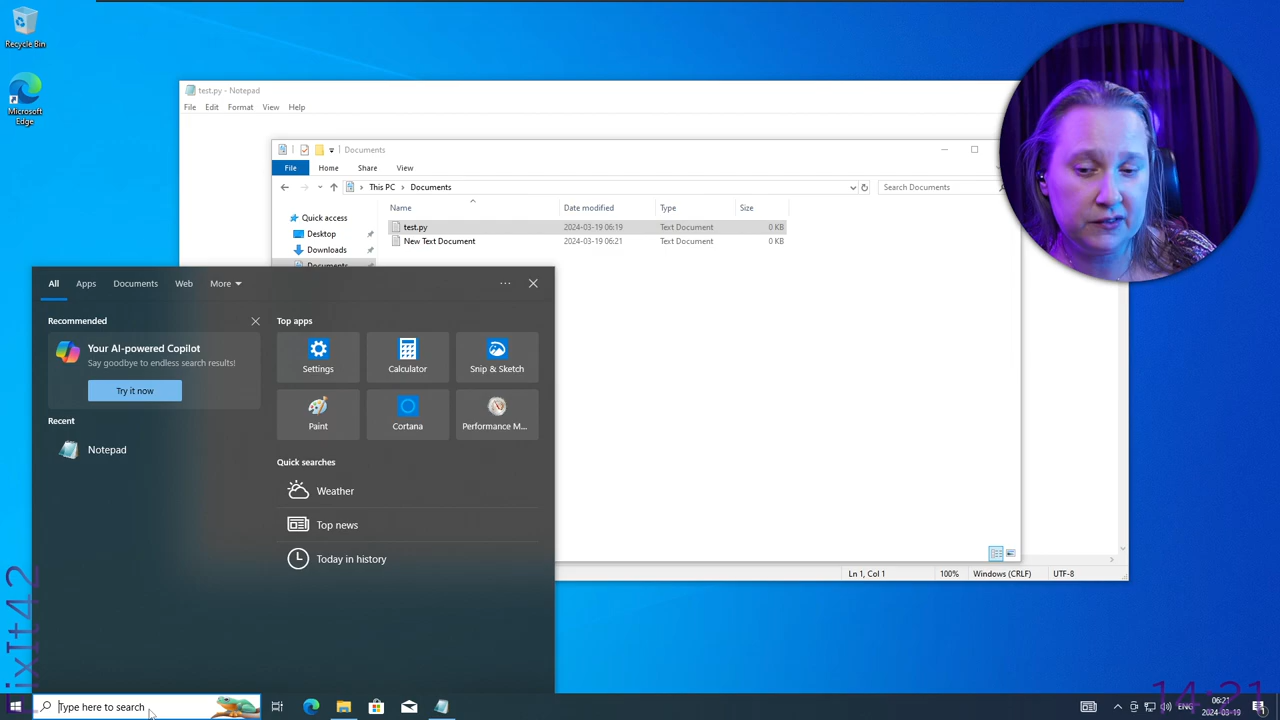 Recycle Bin
Microsoft
Edge
test.py - Notepad
File Edit Format View Help
Documents
File Home Share View
This PC Documents
Search Documents
Name Date modified Type Size
Quick access
Desktop
Downloads
Documents
test.py 2024-03-19 06:19 Text Document 0 KB
New Text Document 2024-03-19 06:21 Text Document 0 KB
All Apps Documents Web More
Recommended
Your AI-powered Copilot
Say goodbye to endless search results!
Try it now
Recent
Notepad
Top apps
Settings Calculator Snip & Sketch
Paint Cortana Performance M...
Quick searches
Weather
Top news
Today in history
Ln 1, Col 1 100% Windows (CRLF) UTF-8
Type here to search
ENG
06:21
2024-03-19
1
14:21